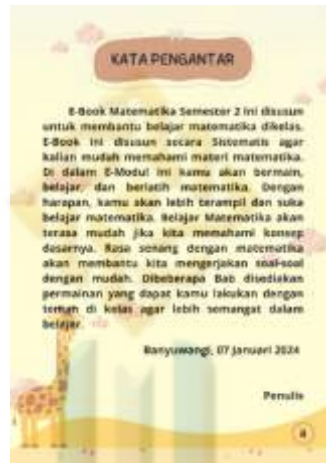 KATA PENGANTAR
E-Book Matematika Semester 2 ini disusun
untuk membantu belajar matematika dikelas.
E-Book ini disusun secara Sistematis agar
kalian mudah memahami materi matematika.
Di dalam E-Modul ini kamu akan bermain,
belajar, dan berlatih matematika. Dengan
harapan, kamu akan lebih terampil dan suka
belajar matematika. Belajar Matematika akan
terasa mudah jika kita memahami konsep
dasarnya. Rasa senang dengan matematika
akan membantu kita mengerjakan soal-soal
dengan mudah. Dibeberapa Bab disediakan
permainan yang dapat kamu lakukan dengan
teman di kelas agar lebih semangat dalam
belajar.
Banyuwangi, 07 Januari 2024
Penulis